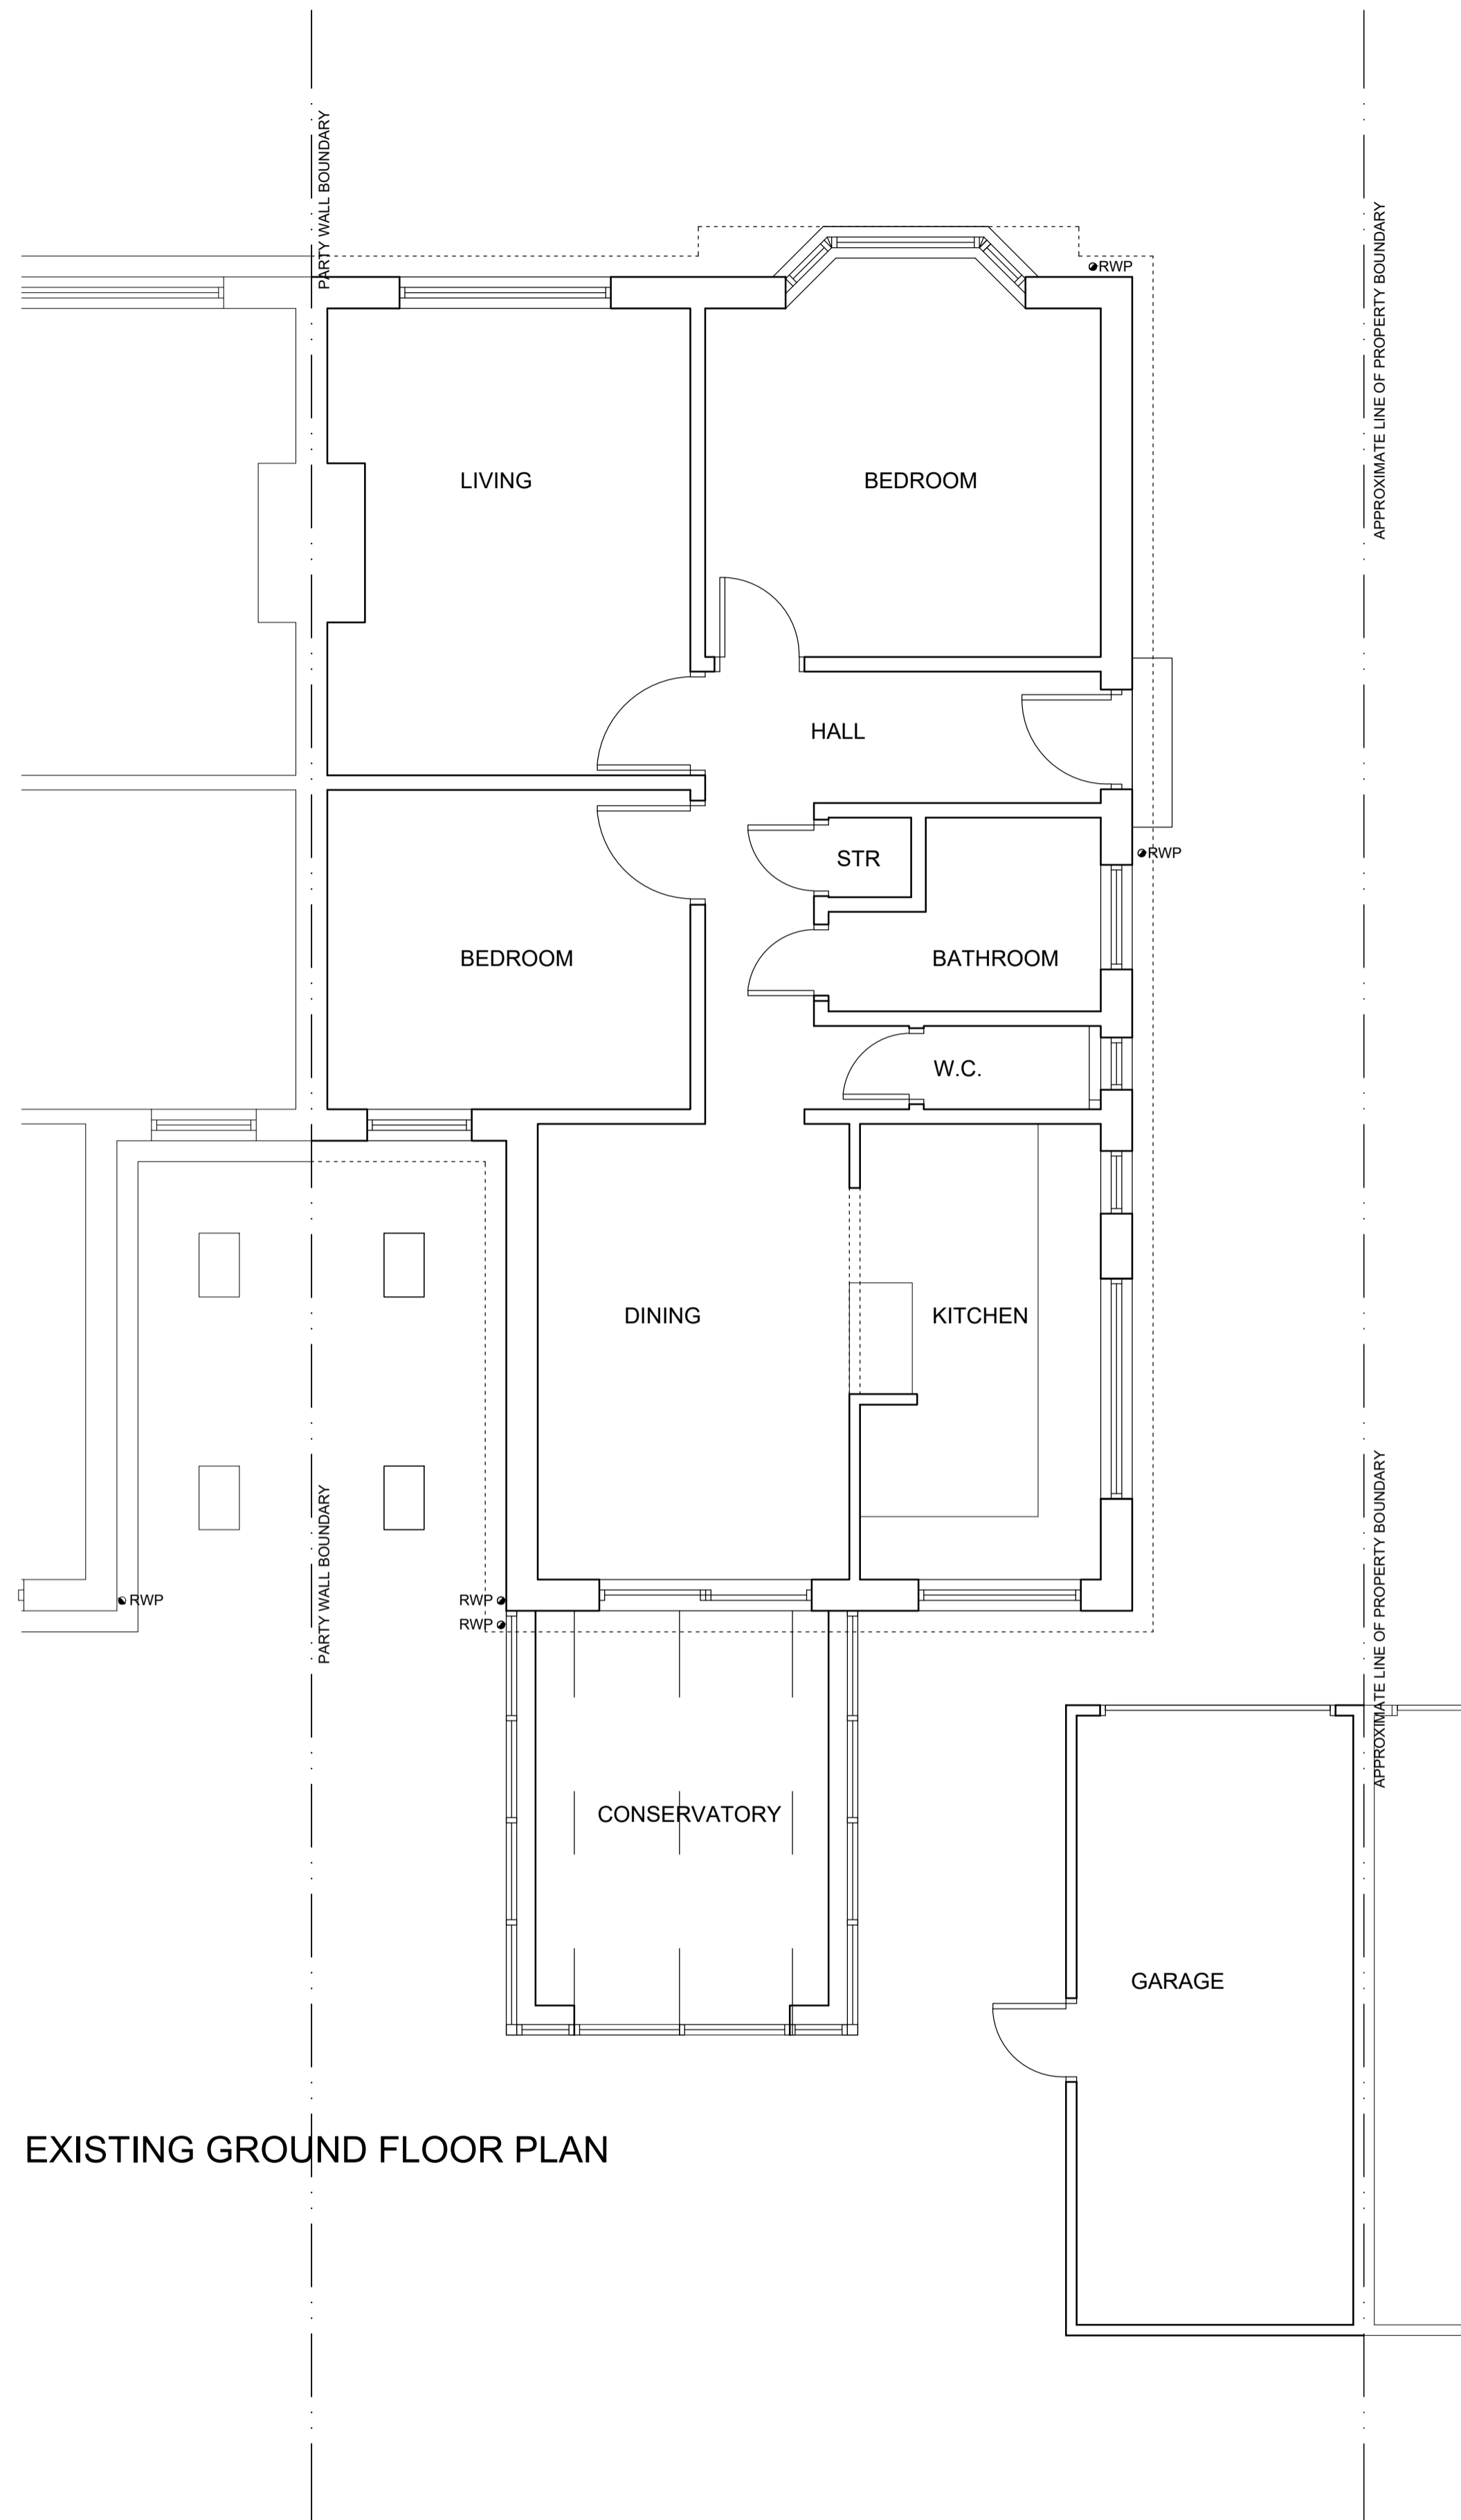 PARTY WALL BOUNDARY
APPROXIMATE LINE OF PROPERTY BOUNDARY
RWP
LIVING
BEDROOM
HALL
RWP
STR
BEDROOM
BATHROOM
W.C.
DINING
KITCHEN
PARTY WALL BOUNDARY
APPROXIMATE LINE OF PROPERTY BOUNDARY
RWP
RWP
RWP
CONSERVATORY
GARAGE
EXISTING GROUND FLOOR PLAN